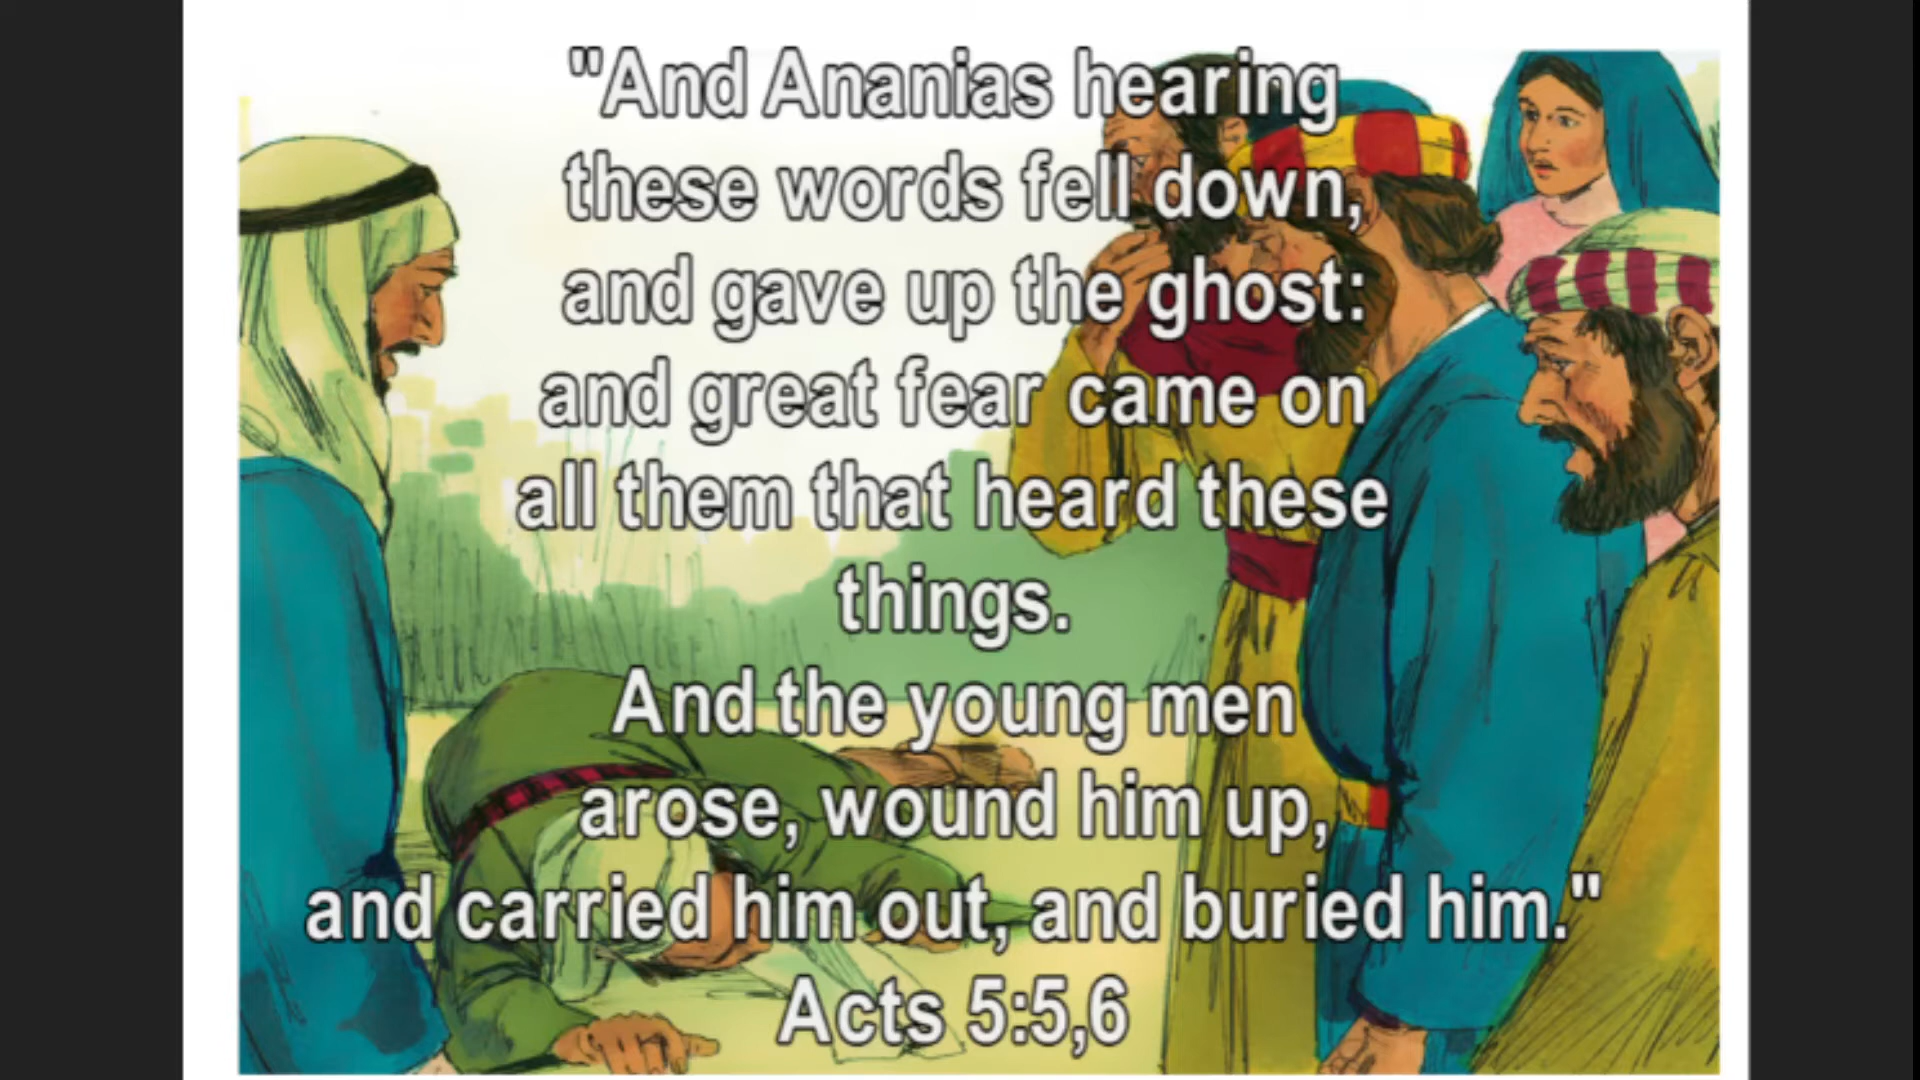 "And Ananias hearing
these words fell down,
and gave up the ghost:
and great fear came on
all them that heard these
things.
And the young men
arose, wound him up,
and carried him out, and buried him."
Acts 5:5,6